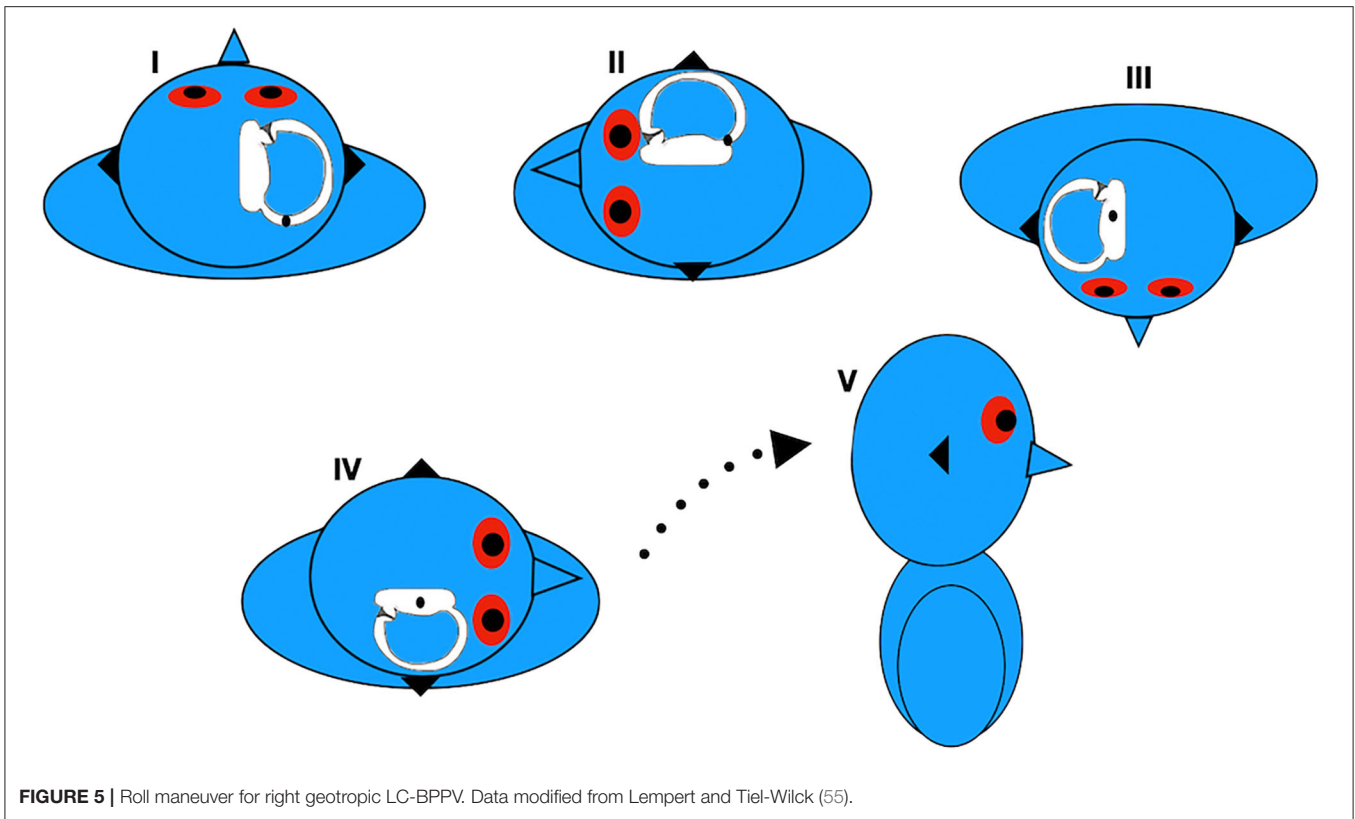 I
II
III
IV
V
FIGURE 5 | Roll maneuver for right geotropic LC-BPPV. Data modified from Lempert and Tiel-Wilck (55).